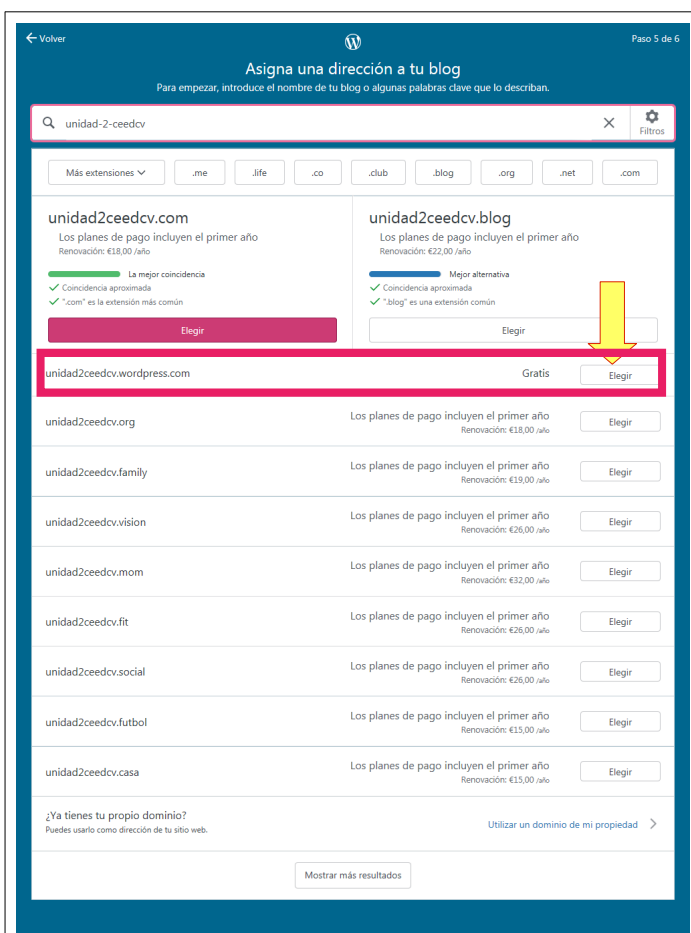 Volver
Paso 5 de 6
Asigna una dirección a tu blog
Para empezar, introduce el nombre de tu blog o algunas palabras clave que lo describan.
unidad-2-ceedcv
Filtros
Más extensiones
.me
.life
.co
.club
.blog
.org
.net
.com
unidad2ceedcv.com
Los planes de pago incluyen el primer año
Renovación: €18,00 /año
La mejor coincidencia
Coincidencia aproximada
".com" es la extensión más común
Elegir
unidad2ceedcv.blog
Los planes de pago incluyen el primer año
Renovación: €22,00 /año
Mejor alternativa
Coincidencia aproximada
".blog" es una extensión común
Elegir
unidad2ceedcv.wordpress.com
Gratis
Elegir
unidad2ceedcv.org
Los planes de pago incluyen el primer año
Renovación: €18,00 /año
Elegir
unidad2ceedcv.family
Los planes de pago incluyen el primer año
Renovación: €19,00 /año
Elegir
unidad2ceedcv.vision
Los planes de pago incluyen el primer año
Renovación: €26,00 /año
Elegir
unidad2ceedcv.mom
Los planes de pago incluyen el primer año
Renovación: €32,00 /año
Elegir
unidad2ceedcv.fit
Los planes de pago incluyen el primer año
Renovación: €26,00 /año
Elegir
unidad2ceedcv.social
Los planes de pago incluyen el primer año
Renovación: €26,00 /año
Elegir
unidad2ceedcv.futbol
Los planes de pago incluyen el primer año
Renovación: €15,00 /año
Elegir
unidad2ceedcv.casa
Los planes de pago incluyen el primer año
Renovación: €15,00 /año
Elegir
¿Ya tienes tu propio dominio?
Puedes usarlo como dirección de tu sitio web.
Utilizar un dominio de mi propiedad
Mostrar más resultados